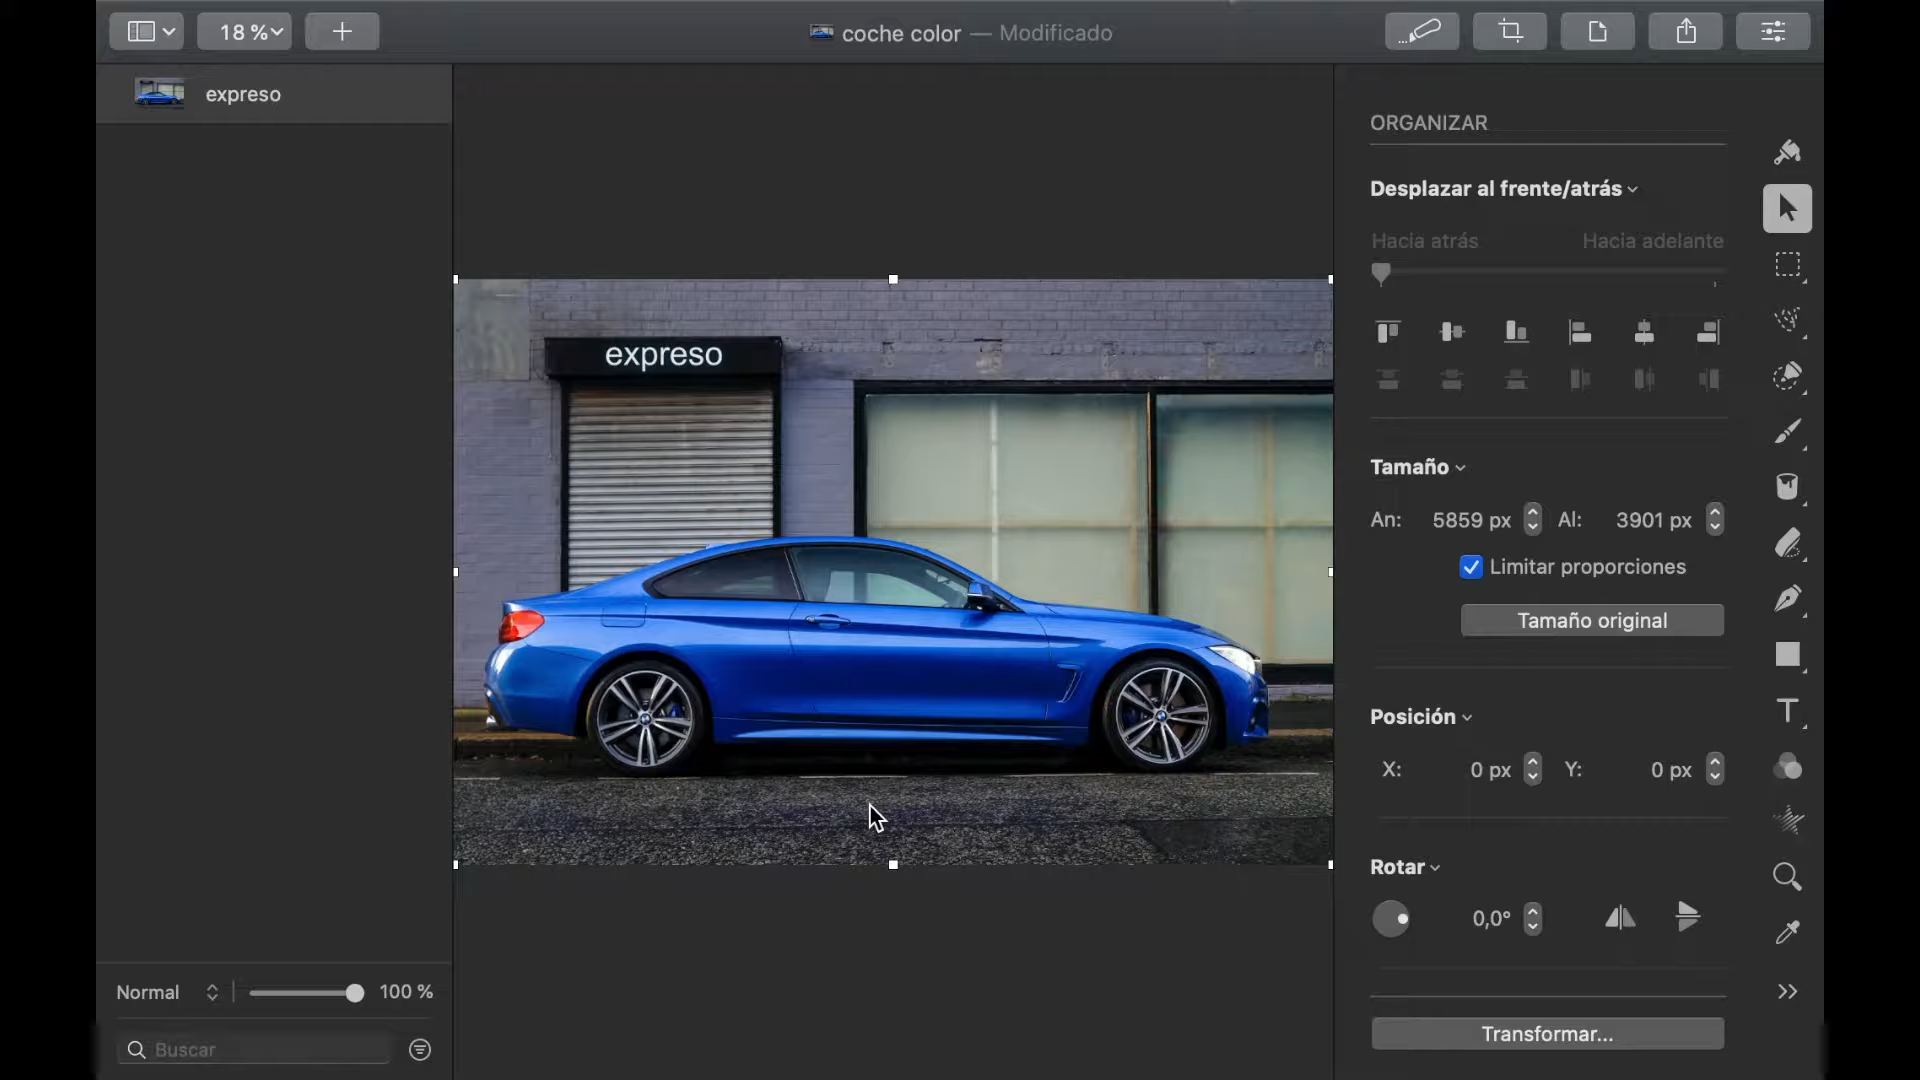 18 %
coche color — Modificado
expreso
expreso
ORGANIZAR
Desplazar al frente/atrás
Hacia atrás Hacia adelante
Tamaño
An: 5859 px Al: 3901 px
Limitar proporciones
Tamaño original
Posición
X: 0 px Y: 0 px
Rotar
0,0°
Normal 100 %
Buscar
Transformar...